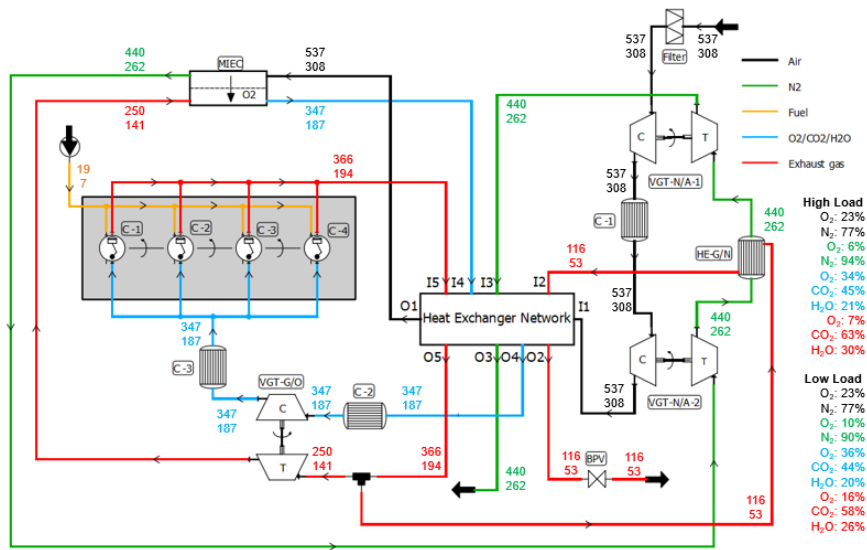 537
308
Filter
537
308
440
262
MIEC
O2
537
308
250
141
347
187
440
262
Air
N2
Fuel
O2/CO2/H2O
Exhaust gas
19
7
366
194
C
T
VGT-N/A-1
537
308
C-1
C-2
C-3
C-4
C-1
440
262
HE-G/N
116
53
I5
I4
I3
I2
O1
Heat Exchanger Network
I1
537
308
440
262
O5
O3
O4
O2
347
187
C-3
VGT-G/O
C
C-2
347
187
347
187
C
T
VGT-N/A-2
T
250
141
366
194
440
262
116
53
BPV
116
53
116
53
High Load
O₂: 23%
N₂: 77%
O₂: 6%
N₂: 94%
O₂: 34%
CO₂: 45%
H₂O: 21%
O₂: 7%
CO₂: 63%
H₂O: 30%
Low Load
O₂: 23%
N₂: 77%
O₂: 10%
N₂: 90%
O₂: 36%
CO₂: 44%
H₂O: 20%
O₂: 16%
CO₂: 58%
H₂O: 26%